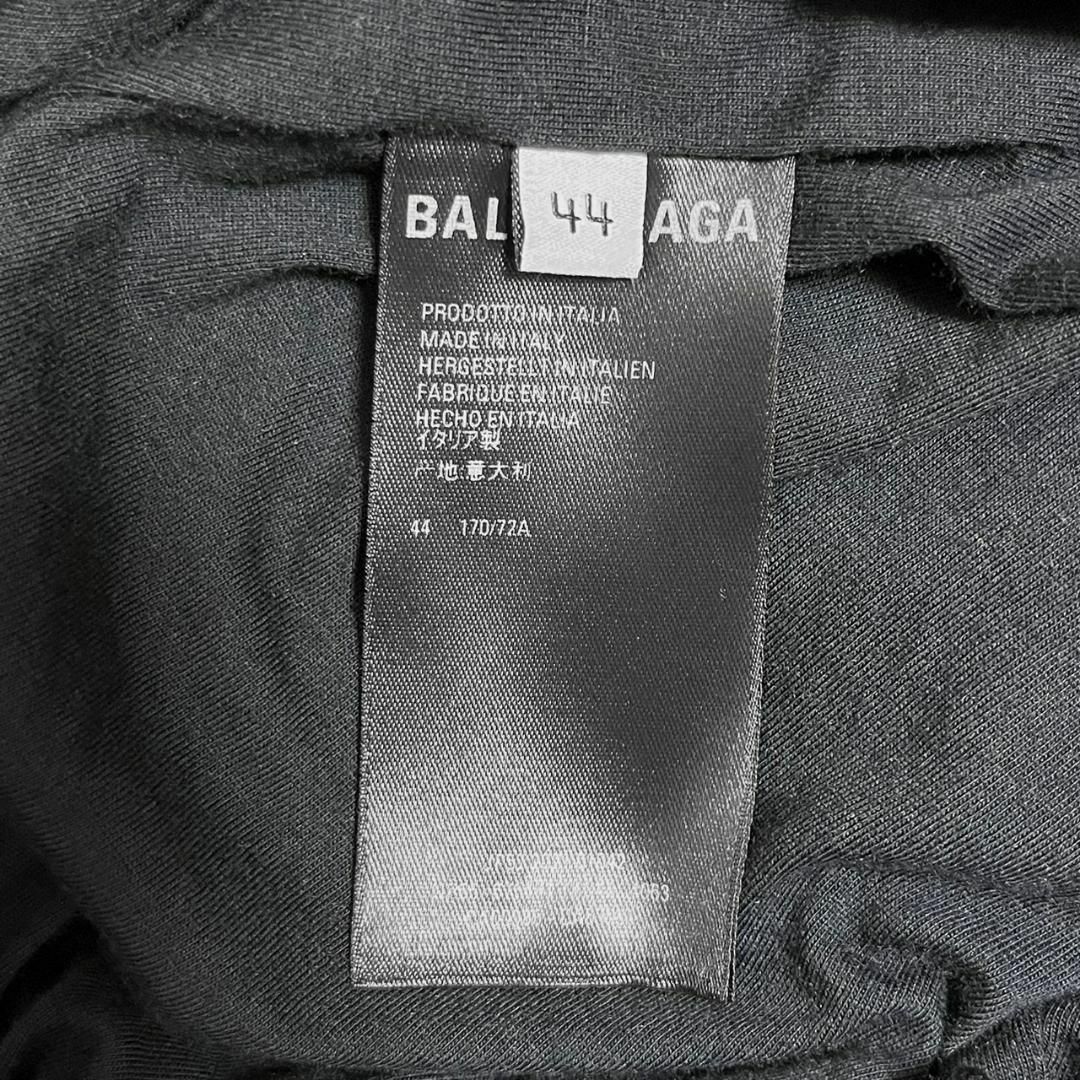 BAL 44 AGA
PRODOTTO IN ITALIA
MADE IN ITALY
HERGESTELLT IN ITALIEN
FABRIQUE EN ITALIE
HECHO EN ITALIA
イタリア製
产地:意大利
44 170/72A